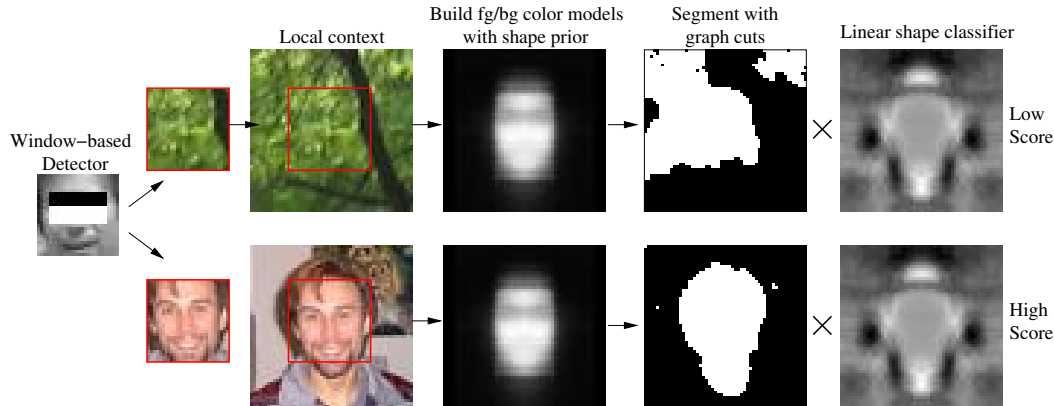 Local context
Build fg/bg color models
with shape prior
Segment with
graph cuts
Linear shape classifier
Window-based
Detector
Low
Score
High
Score